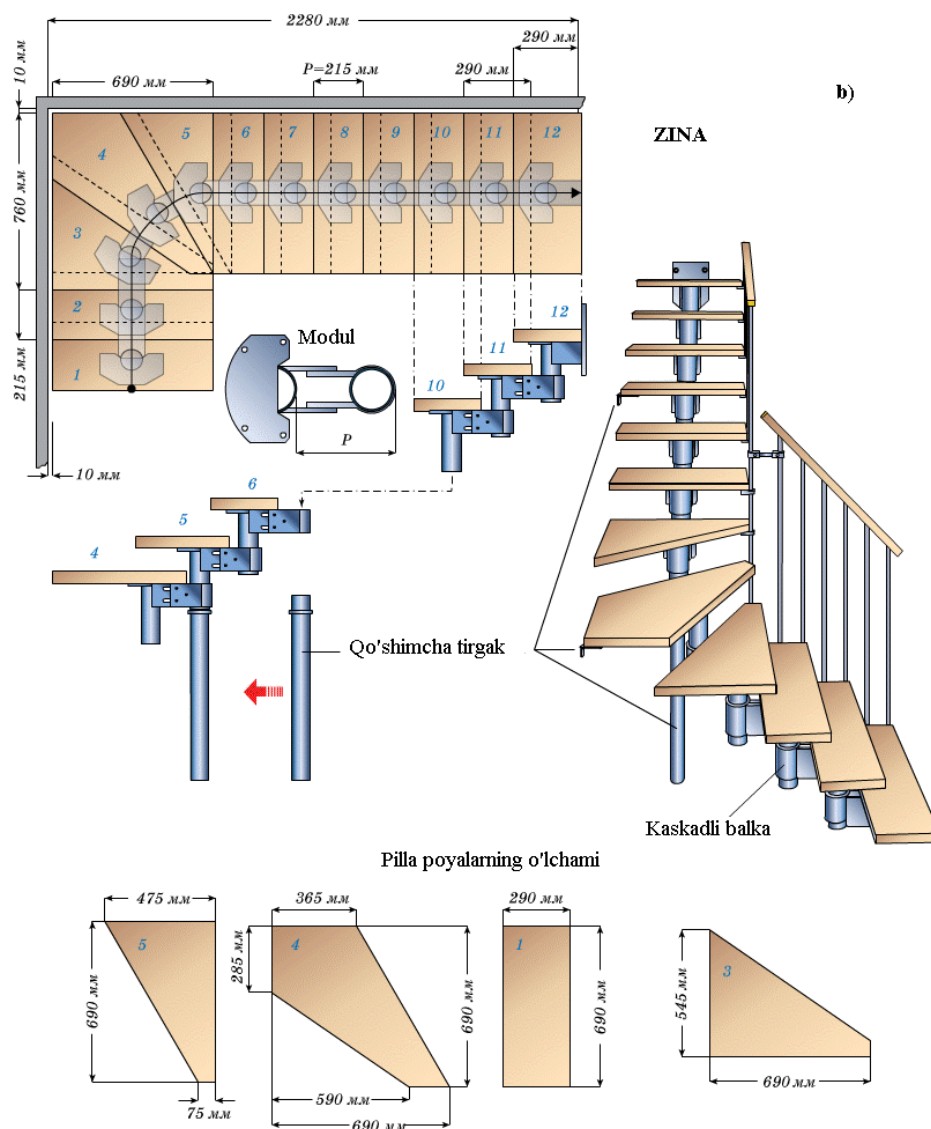 2280 мм
290 мм
10 мм
P=215 мм
690 мм
290 мм
b)
ZINA
5
6
7
8
9
10
11
12
4
3
2
1
760 мм
215 мм
10 мм
Modul
P
12
11
10
6
5
4
Qo'shimcha tirgak
Kaskadli balka
Pilla poyalarning o'lchami
475 мм
5
690 мм
75 мм
365 мм
4
285 мм
690 мм
590 мм
690 мм
290 мм
1
690 мм
3
545 мм
690 мм